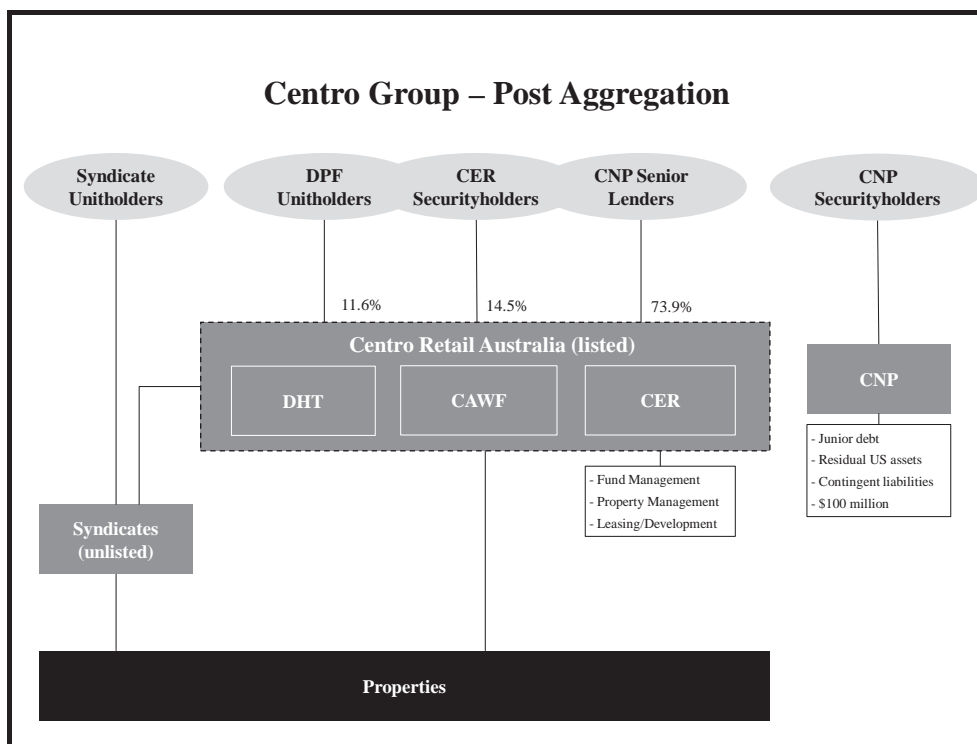 Centro Group – Post Aggregation
Syndicate
Unitholders
DPF
Unitholders
CER
Securityholders
CNP Senior
Lenders
CNP
Securityholders
11.6%
14.5%
73.9%
Centro Retail Australia (listed)
DHT
CAWF
CER
CNP
- Junior debt
- Residual US assets
- Contingent liabilities
- $100 million
- Fund Management
- Property Management
- Leasing/Development
Syndicates
(unlisted)
Properties